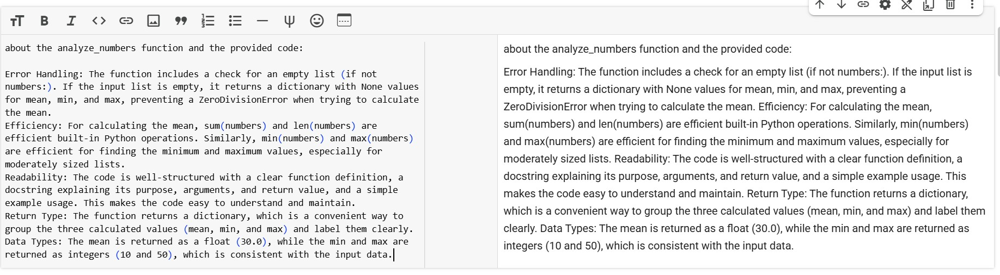 about the analyze_numbers function and the provided code:
Error Handling: The function includes a check for an empty list (if not
numbers:). If the input list is empty, it returns a dictionary with None values
for mean, min, and max, preventing a ZeroDivisionError when trying to calculate
the mean.
Efficiency: For calculating the mean, sum(numbers) and len(numbers) are
efficient built-in Python operations. Similarly, min(numbers) and max(numbers)
are efficient for finding the minimum and maximum values, especially for
moderately sized lists.
Readability: The code is well-structured with a clear function definition, a
docstring explaining its purpose, arguments, and return value, and a simple
example usage. This makes the code easy to understand and maintain.
Return Type: The function returns a dictionary, which is a convenient way to
group the three calculated values (mean, min, and max) and label them clearly.
Data Types: The mean is returned as a float (30.0), while the min and max are
returned as integers (10 and 50), which is consistent with the input data.
about the analyze_numbers function and the provided code:
Error Handling: The function includes a check for an empty list (if not numbers:). If the input list is
empty, it returns a dictionary with None values for mean, min, and max, preventing a
ZeroDivisionError when trying to calculate the mean. Efficiency: For calculating the mean,
sum(numbers) and len(numbers) are efficient built-in Python operations. Similarly, min(numbers)
and max(numbers) are efficient for finding the minimum and maximum values, especially for
moderately sized lists. Readability: The code is well-structured with a clear function definition, a
docstring explaining its purpose, arguments, and return value, and a simple example usage. This
makes the code easy to understand and maintain. Return Type: The function returns a dictionary,
which is a convenient way to group the three calculated values (mean, min, and max) and label them
clearly. Data Types: The mean is returned as a float (30.0), while the min and max are returned as
integers (10 and 50), which is consistent with the input data.